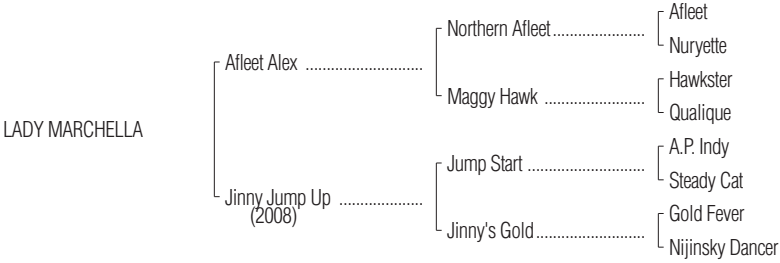 Afleet
Northern Afleet........................
Nuryette
Afleet Alex ..............................
Hawkster
Maggy Hawk ..........................
Qualique
LADY MARCHELLA
A.P. Indy
Jump Start ..............................
Steady Cat
Jinny Jump Up .....................
(2008)
Gold Fever
Jinny's Gold............................
Nijinsky Dancer